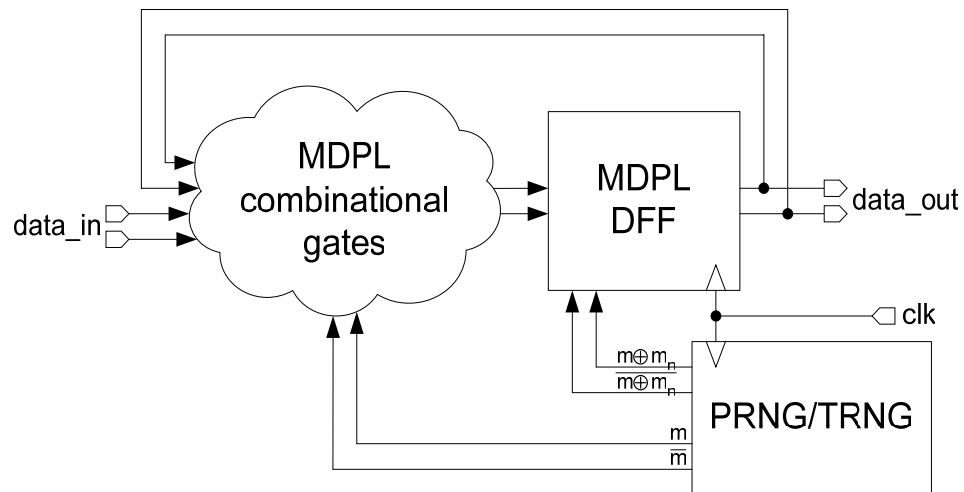 MDPL
combinational
gates
MDPL
DFF
data_in
data_out
clk
m⊕mₙ
m⊕mₙ
PRNG/TRNG
m
m̅